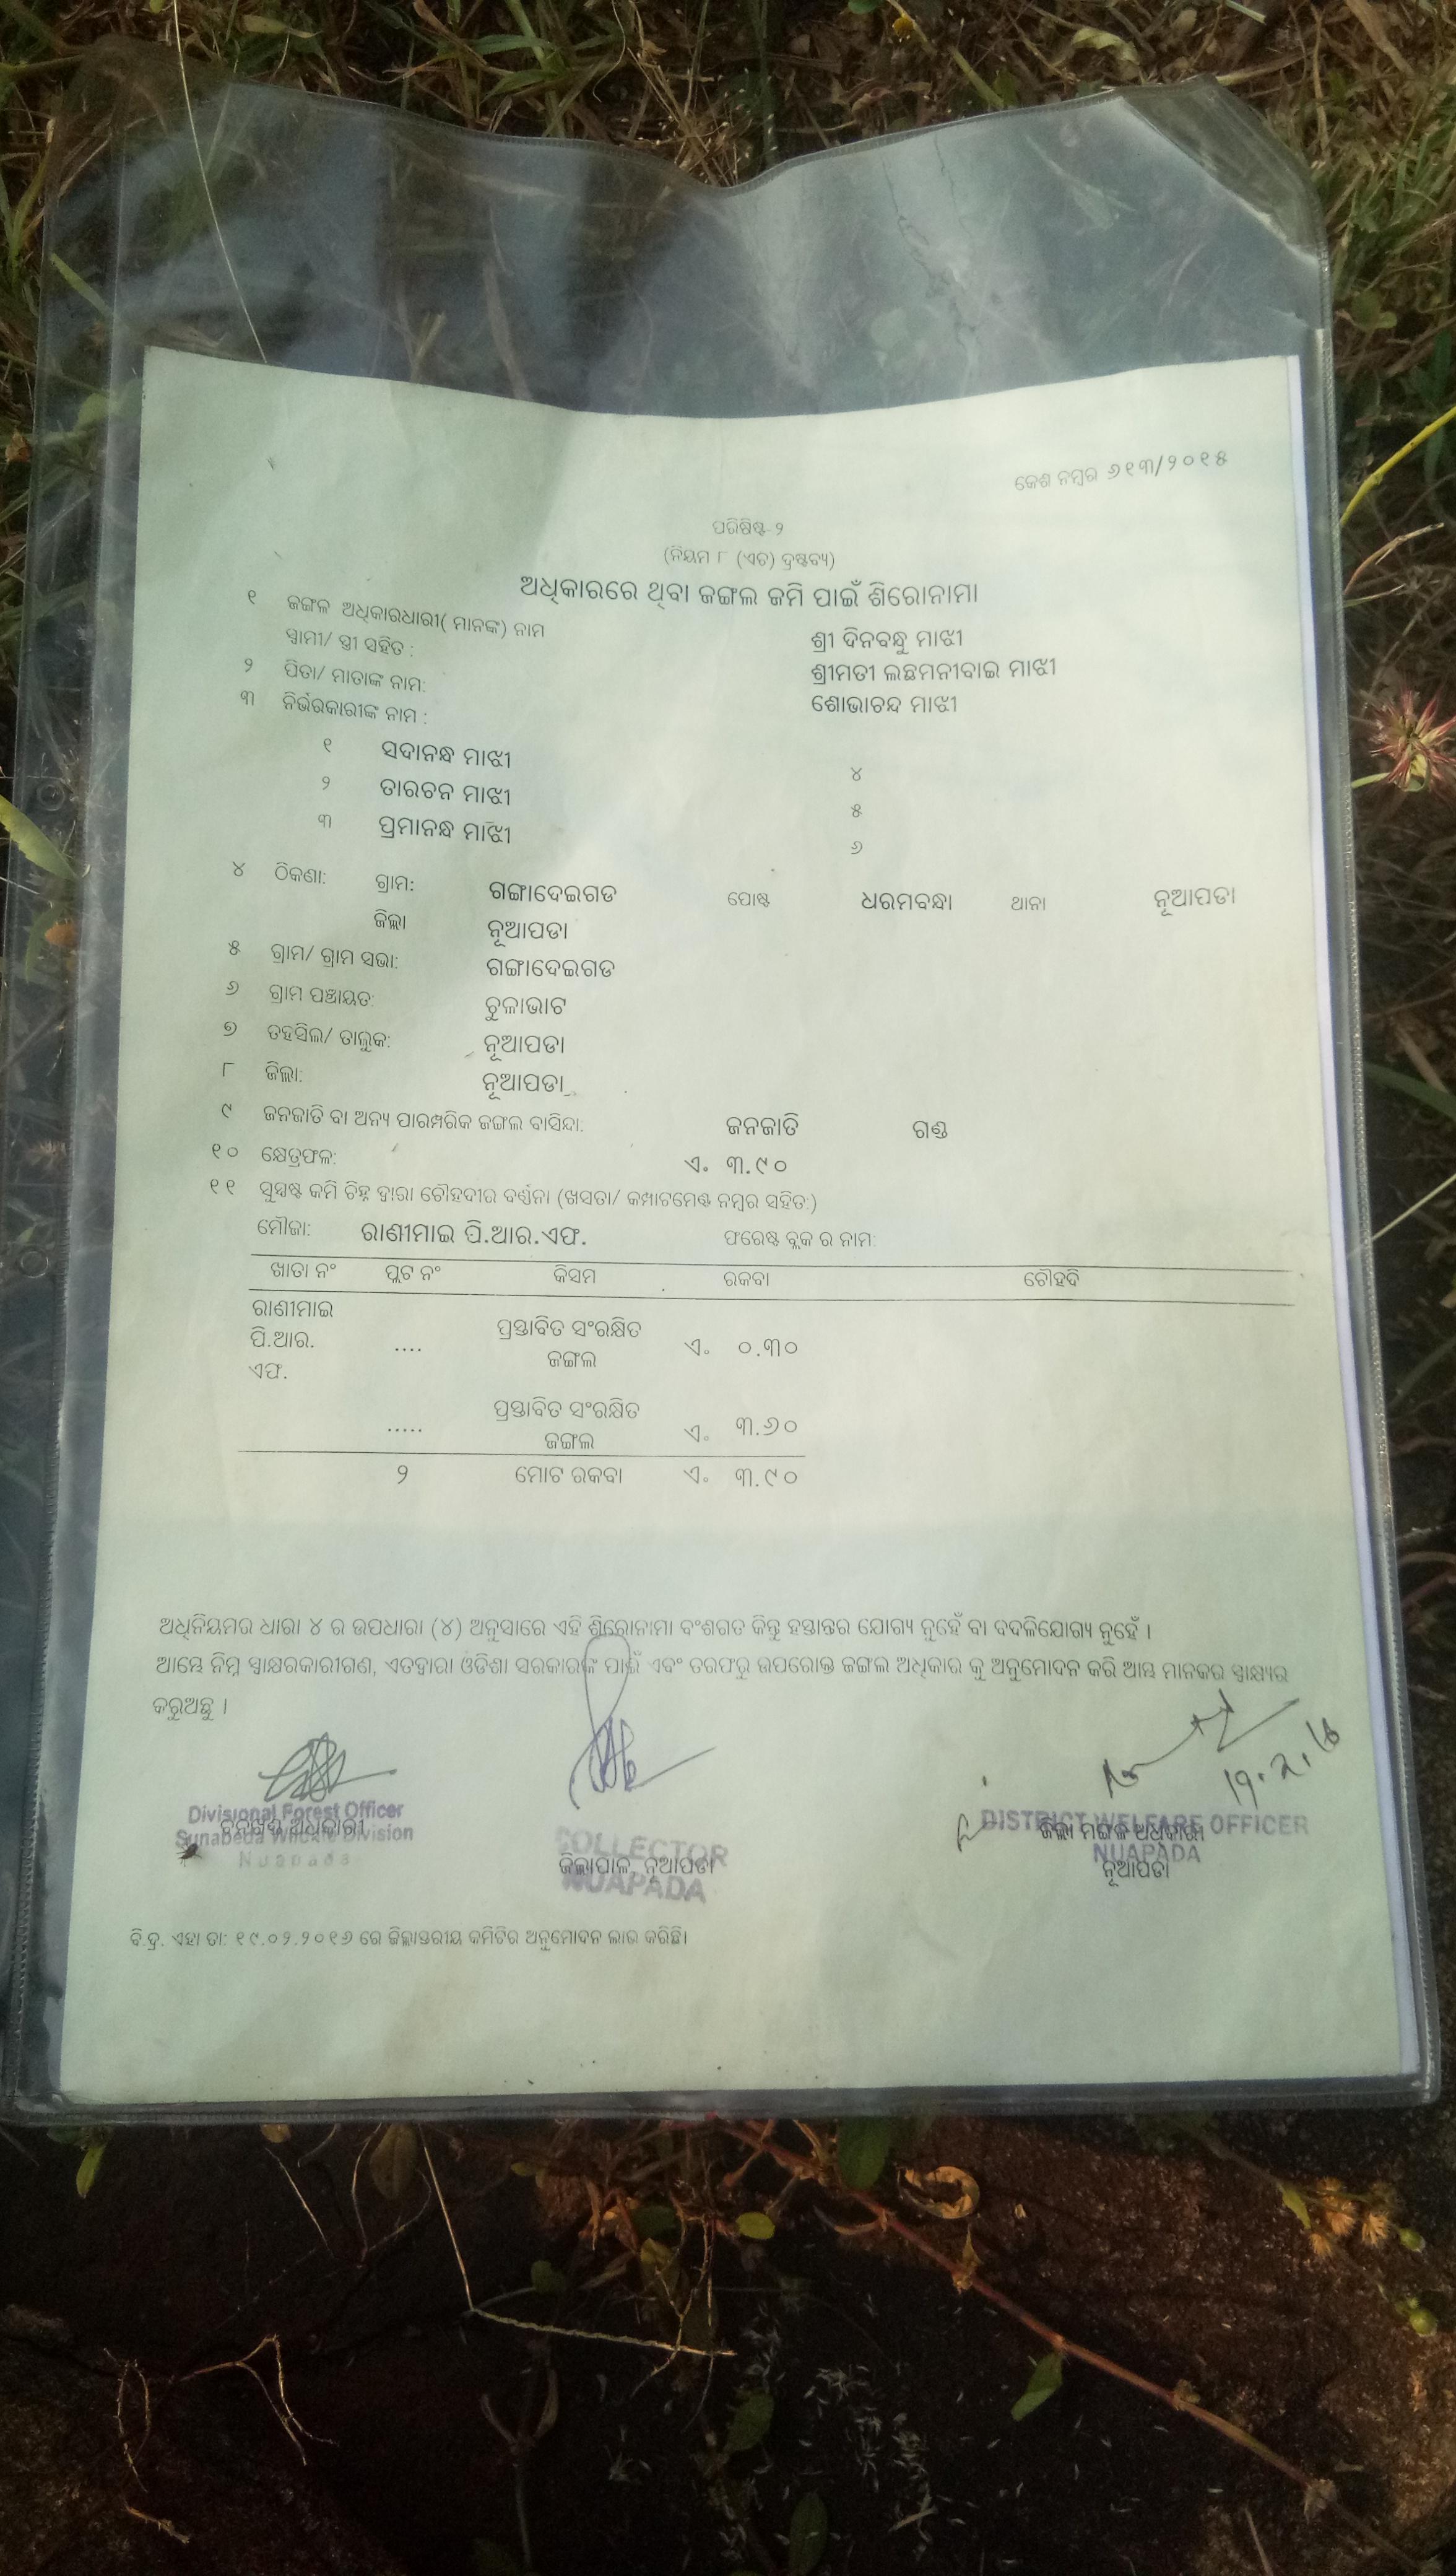 କେଶ ନମ୍ବର ୬୧୩/୨୦୧୫
ପରିଷିଷ୍ଟ-୨
(ନିୟମ ୮ (ଏଚ) ଦ୍ରଷ୍ଟବ୍ୟ)
ଅଧିକାରରେ ଥିବା ଜଙ୍ଗଲ ଜମି ପାଇଁ ଶିରୋନାମା
୧ ଜଙ୍ଗଳ ଅଧିକାରଧାରୀ( ମାନଙ୍କ) ନାମ ଶ୍ରୀ ଦିନବନ୍ଧୁ ମାଝୀ
ସ୍ଵାମୀ/ ସ୍ତ୍ରୀ ସହିତ : ଶ୍ରୀମତୀ ଲଛମନୀବାଇ ମାଝୀ
୨ ପିତା/ ମାତାଙ୍କ ନାମ: ଶୋଭାଚନ୍ଦ ମାଝୀ
୩ ନିର୍ଭରକାରୀଙ୍କ ନାମ :
୧ ସଦାନନ୍ଧ ମାଝୀ ୪
୨ ତାରଚନ ମାଝୀ ୫
୩ ପ୍ରମାନନ୍ଧ ମାଝୀ ୬
୪ ଠିକଣା: ଗ୍ରାମ: ଗଙ୍ଗାଦେଇଗଡ ପୋଷ୍ଟ ଧରମବନ୍ଧା ଥାନା ନୂଆପଡା
ଜିଲ୍ଲା ନୂଆପଡା
୫ ଗ୍ରାମ/ ଗ୍ରାମ ସଭା: ଗଙ୍ଗାଦେଇଗଡ
୬ ଗ୍ରାମ ପଞ୍ଚାୟତ: ଚୁଳାଭାଟ
୭ ତହସିଲ/ ତାଲୁକ: ନୂଆପଡା
୮ ଜିଲ୍ଲା: ନୂଆପଡା
୯ ଜନଜାତି ବା ଅନ୍ୟ ପାରମ୍ପରିକ ଜଙ୍ଗଲ ବାସିନ୍ଦା: ଜନଜାତି ଗଣ୍ଡ
୧୦ କ୍ଷେତ୍ରଫଳ: ଏ॰ ୩.୯୦
୧୧ ସୁସ୍ପଷ୍ଟ ଜମି ଚିହ୍ନ ଦ୍ଵାରା ଚୌହଦୀର ବର୍ଣ୍ଣନା (ଖସଡା/ କମ୍ପାଟମେଣ୍ଟ ନମ୍ବର ସହିତ:)
ମୌଜା: ରାଣୀମାଇ ପି.ଆର.ଏଫ. ଫରେଷ୍ଟ ବ୍ଲକ ର ନାମ:
ଖାତା ନଂ ପ୍ଲଟ ନଂ କିସମ ରକବା ଚୌହଦି
ରାଣୀମାଇ
ପି.ଆର.
ଏଫ. .... ପ୍ରସ୍ତାବିତ ସଂରକ୍ଷିତ
ଜଙ୍ଗଲ ଏ॰ ୦.୩୦
..... ପ୍ରସ୍ତାବିତ ସଂରକ୍ଷିତ
ଜଙ୍ଗଲ ଏ॰ ୩.୬୦
୨ ମୋଟ ରକବା ଏ॰ ୩.୯୦
ଅଧିନିୟମର ଧାରା ୪ ର ଉପଧାରା (୪) ଅନୁସାରେ ଏହି ଶିରୋନାମା ବଂଶଗତ କିନ୍ତୁ ହସ୍ତାନ୍ତର ଯୋଗ୍ୟ ନୁହେଁ ବା ବଦଳିଯୋଗ୍ୟ ନୁହେଁ ।
ଆମ୍ଭେ ନିମ୍ନ ସ୍ଵାକ୍ଷରକାରୀଗଣ, ଏତଦ୍ଵାରା ଓଡିଶା ସରକାରଙ୍କ ପାଇଁ ଏବଂ ତରଫରୁ ଉପରୋକ୍ତ ଜଙ୍ଗଲ ଅଧିକାର କୁ ଅନୁମୋଦନ କରି ଆମ୍ଭ ମାନକର ସ୍ଵାକ୍ଷ୍ୟର
କରୁଅଛୁ ।
19.2.16
Divisional Forest Officer
ବନଖଣ୍ଡ ଅଧିକାରୀ
Sunabeda Wildlife Division
Nuapada
COLLECTOR
ଜିଲ୍ଲାପାଳ, ନୂଆପଡା
NUAPADA
DISTRICT WELFARE OFFICER
ଜିଲ୍ଲା ମଙ୍ଗଳ ଅଧିକାରୀ
NUAPADA
ନୂଆପଡା
ବି.ଦ୍ର. ଏହା ତା: ୧୯.୦୨.୨୦୧୬ ରେ ଜିଲ୍ଲାସ୍ତରୀୟ କମିଟିର ଅନୁମୋଦନ ଲାଭ କରିଛି।